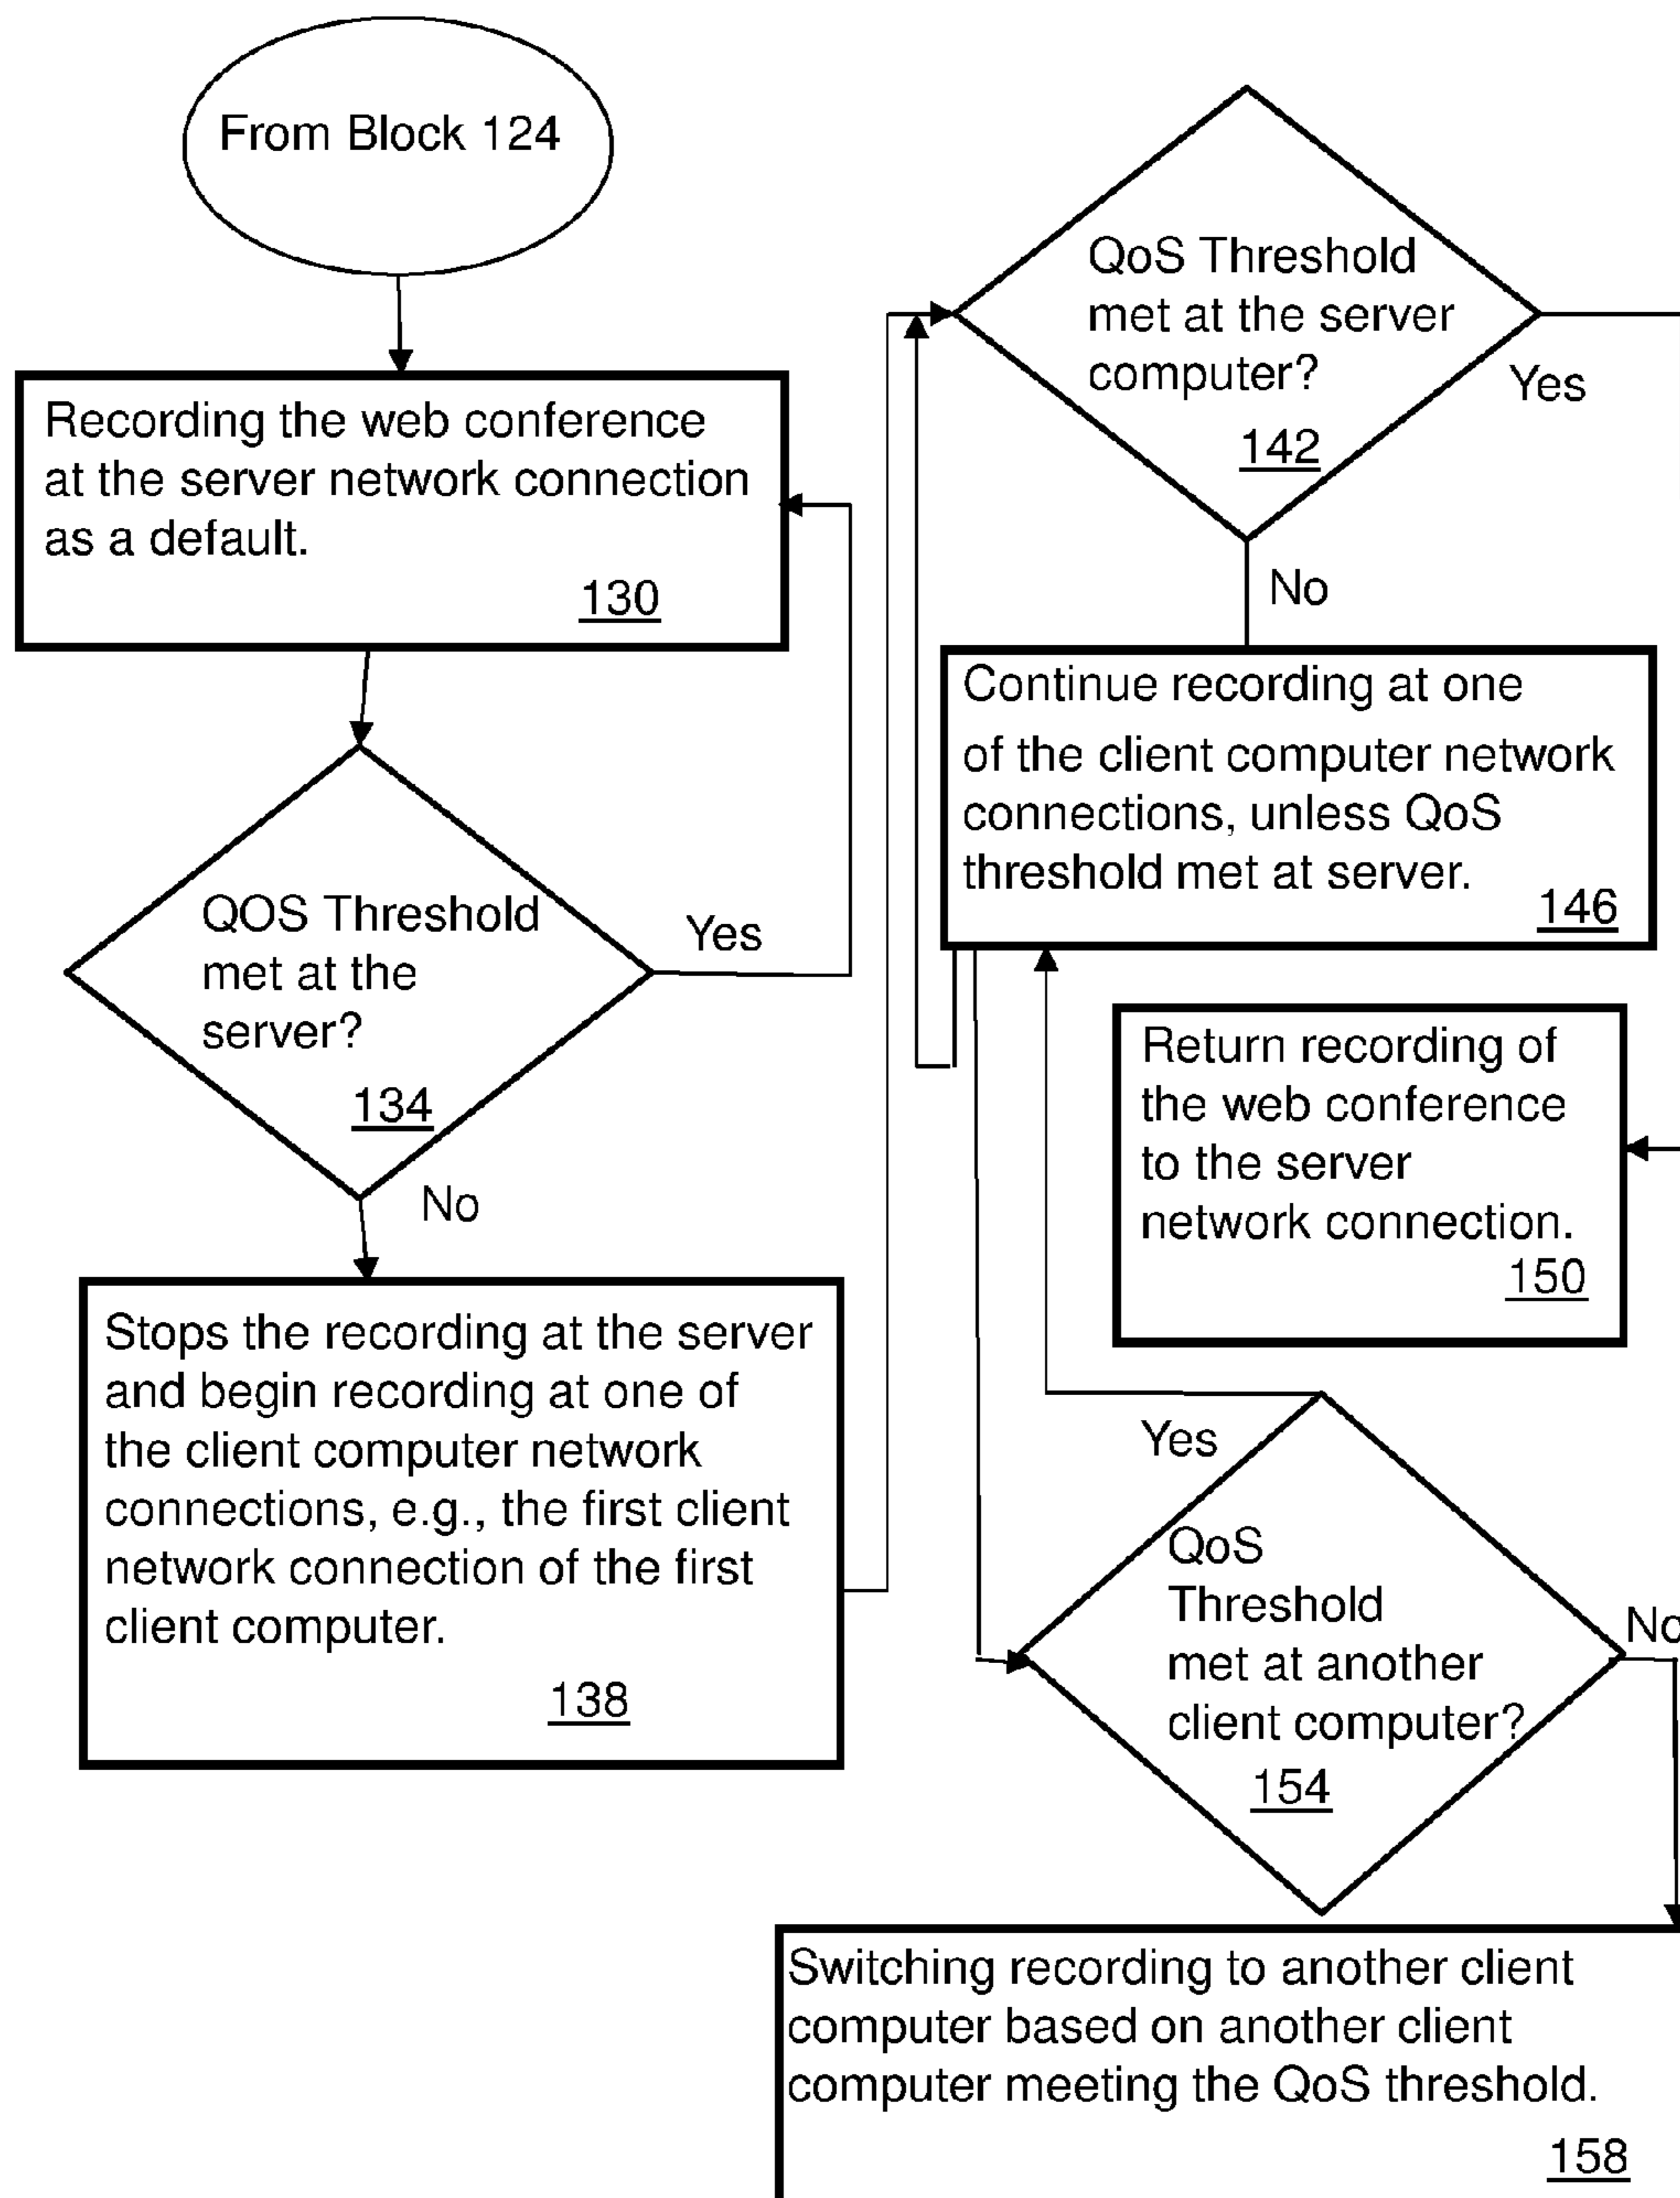 From Block 124
Recording the web conference
at the server network connection
as a default.
130
QOS Threshold
met at the
server?
134
Yes
No
Stops the recording at the server
and begin recording at one of
the client computer network
connections, e.g., the first client
network connection of the first
client computer.
138
QoS Threshold
met at the server
computer?
142
Yes
No
Continue recording at one
of the client computer network
connections, unless QoS
threshold met at server.
146
Return recording of
the web conference
to the server
network connection.
150
Yes
QoS
Threshold
met at another
client computer?
154
No
Switching recording to another client
computer based on another client
computer meeting the QoS threshold.
158